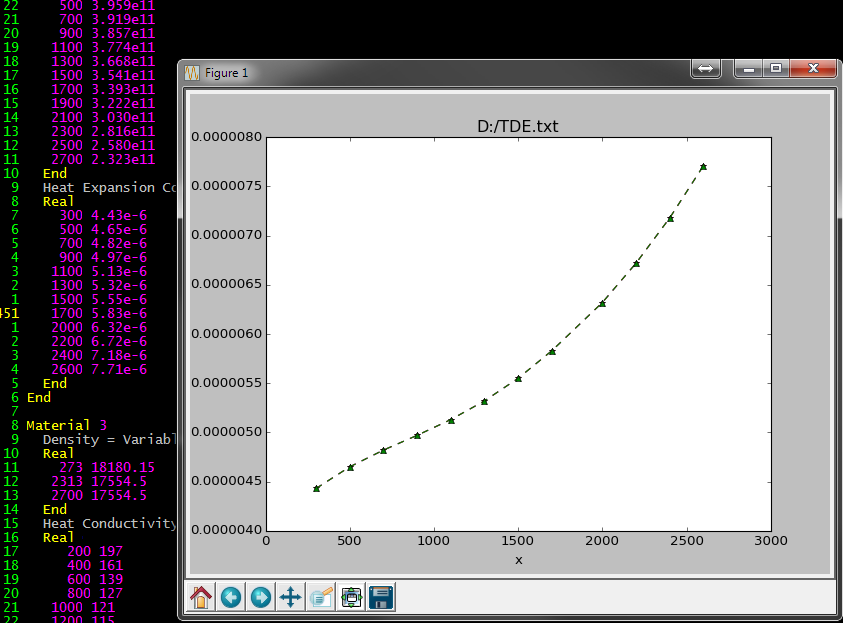 22 500 3.959e11
21 700 3.919e11
20 900 3.857e11
19 1100 3.774e11
18 1300 3.668e11
17 1500 3.541e11
16 1700 3.393e11
15 1900 3.222e11
14 2100 3.030e11
13 2300 2.816e11
12 2500 2.580e11
11 2700 2.323e11
10 End
9 Heat Expansion Co
8 Real
7 300 4.43e-6
6 500 4.65e-6
5 700 4.82e-6
4 900 4.97e-6
3 1100 5.13e-6
2 1300 5.32e-6
1 1500 5.55e-6
451 1700 5.83e-6
1 2000 6.32e-6
2 2200 6.72e-6
3 2400 7.18e-6
4 2600 7.71e-6
5 End
6 End
7
8 Material 3
9 Density = Variabl
10 Real
11 273 18180.15
12 2313 17554.5
13 2700 17554.5
14 End
15 Heat Conductivity
16 Real
17 200 197
18 400 161
19 600 139
20 800 127
21 1000 121
22 1200 115
Figure 1
D:/TDE.txt
0.0000080
0.0000075
0.0000070
0.0000065
0.0000060
0.0000055
0.0000050
0.0000045
0.0000040
0 500 1000 1500 2000 2500 3000
x